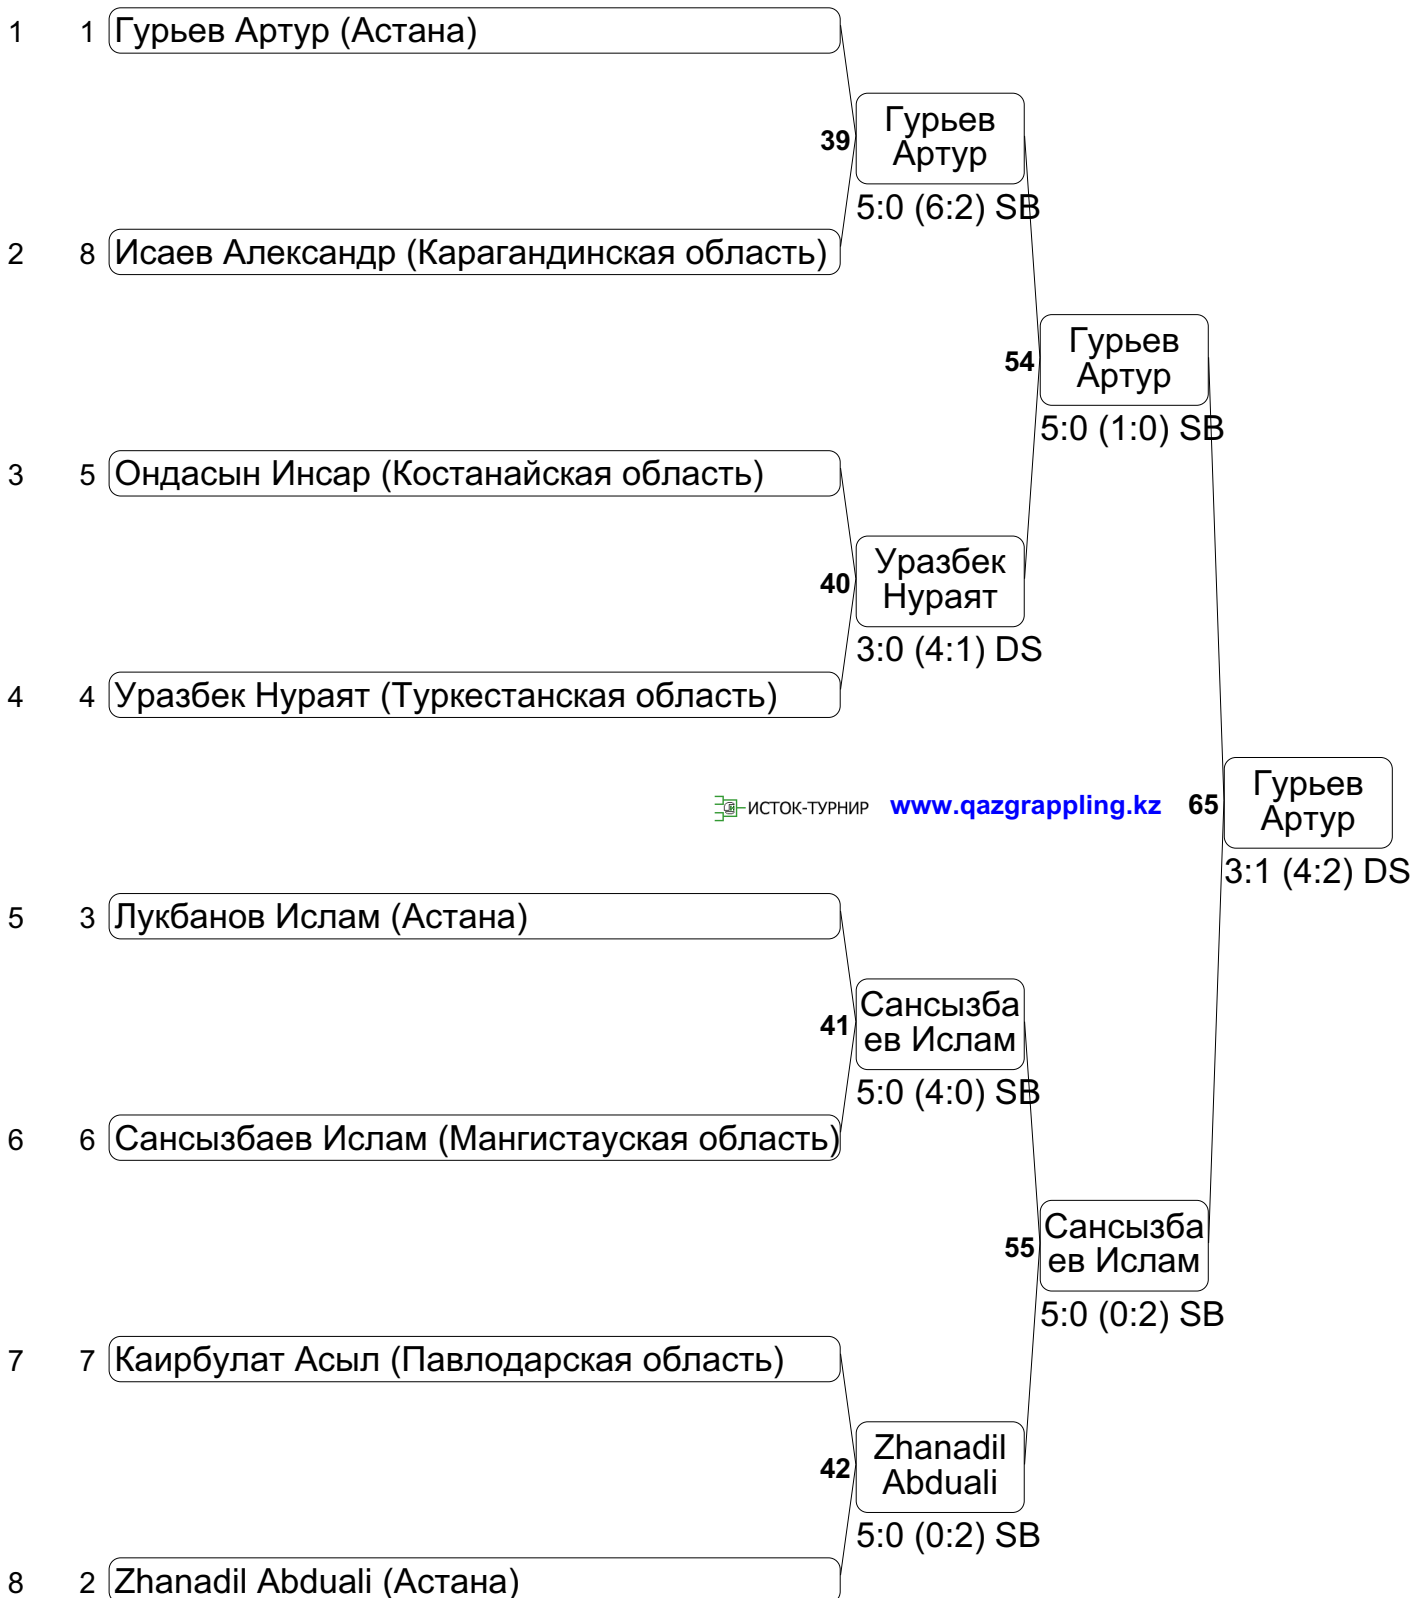 1 1 Гурьев Артур (Астана)
39 Гурьев
Артур
5:0 (6:2) SB
2 8 Исаев Александр (Карагандинская область)
54 Гурьев
Артур
5:0 (1:0) SB
3 5 Ондасын Инсар (Костанайская область)
40 Уразбек
Нураят
3:0 (4:1) DS
4 4 Уразбек Нураят (Туркестанская область)
ИСТОК-ТУРНИР www.qazgrappling.kz 65 Гурьев
Артур
3:1 (4:2) DS
5 3 Лукбанов Ислам (Астана)
41 Сансызба
ев Ислам
5:0 (4:0) SB
6 6 Сансызбаев Ислам (Мангистауская область)
55 Сансызба
ев Ислам
5:0 (0:2) SB
7 7 Каирбулат Асыл (Павлодарская область)
42 Zhanadil
Abduali
5:0 (0:2) SB
8 2 Zhanadil Abduali (Астана)